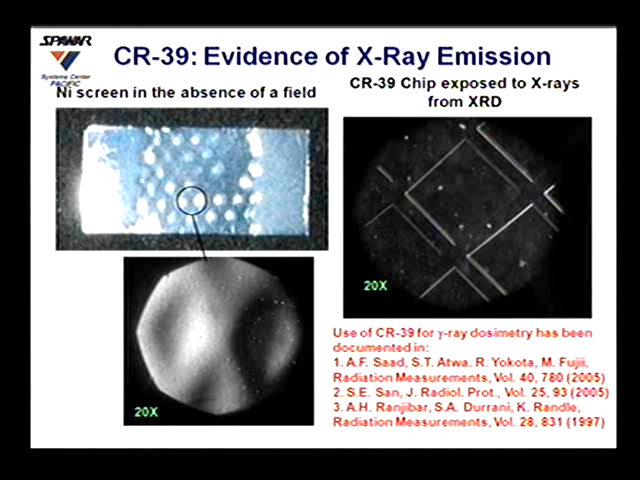 SPAWAR
Systems Center
PACIFIC
CR-39: Evidence of X-Ray Emission
Ni screen in the absence of a field
CR-39 Chip exposed to X-rays
from XRD
20X
20X
Use of CR-39 for γ-ray dosimetry has been
documented in:
1. A.F. Saad, S.T. Atwa. R. Yokota, M. Fujii,
Radiation Measurements, Vol. 40, 780 (2005)
2. S.E. San, J. Radiol. Prot., Vol. 25, 93 (2005)
3. A.H. Ranjibar, S.A. Durrani, K. Randle,
Radiation Measurements, Vol. 28, 831 (1997)